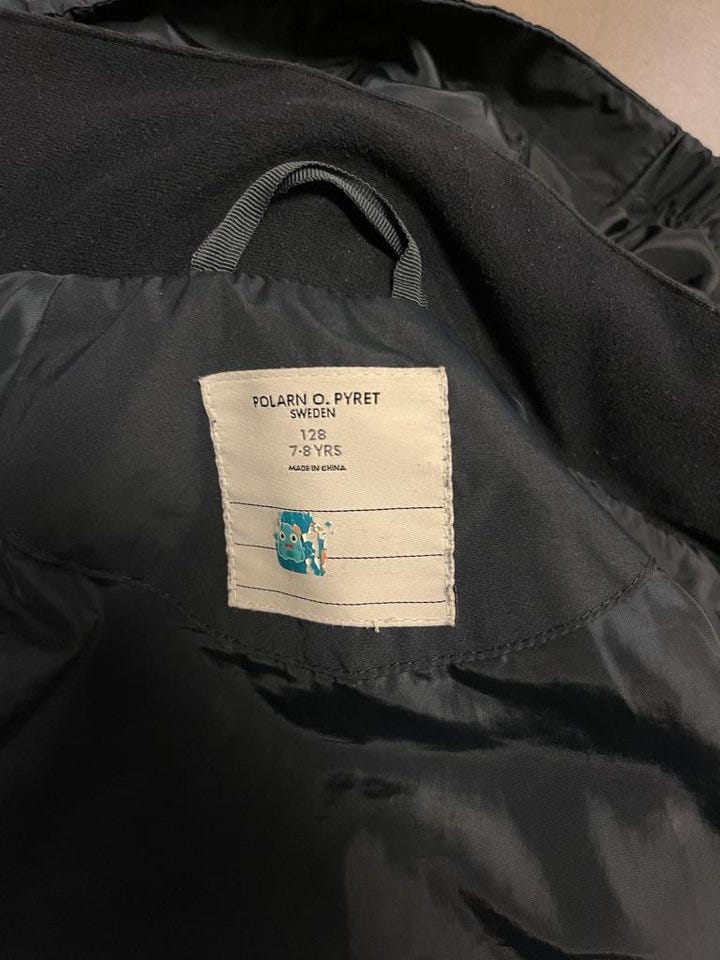 POLARN O. PYRET
SWEDEN
128
7-8 YRS
MADE IN CHINA